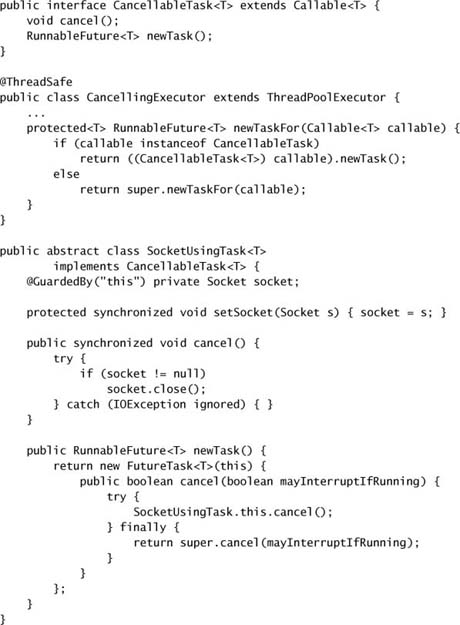 public interface CancellableTask<T> extends Callable<T> {
    void cancel();
    RunnableFuture<T> newTask();
}

@ThreadSafe
public class CancellingExecutor extends ThreadPoolExecutor {
    ...
    protected<T> RunnableFuture<T> newTaskFor(Callable<T> callable) {
        if (callable instanceof CancellableTask)
            return ((CancellableTask<T>) callable).newTask();
        else
            return super.newTaskFor(callable);
    }
}

public abstract class SocketUsingTask<T>
        implements CancellableTask<T> {
    @GuardedBy("this") private Socket socket;

    protected synchronized void setSocket(Socket s) { socket = s; }

    public synchronized void cancel() {
        try {
            if (socket != null)
                socket.close();
        } catch (IOException ignored) { }
    }

    public RunnableFuture<T> newTask() {
        return new FutureTask<T>(this) {
            public boolean cancel(boolean mayInterruptIfRunning) {
                try {
                    SocketUsingTask.this.cancel();
                } finally {
                    return super.cancel(mayInterruptIfRunning);
                }
            }
        };
    }
}